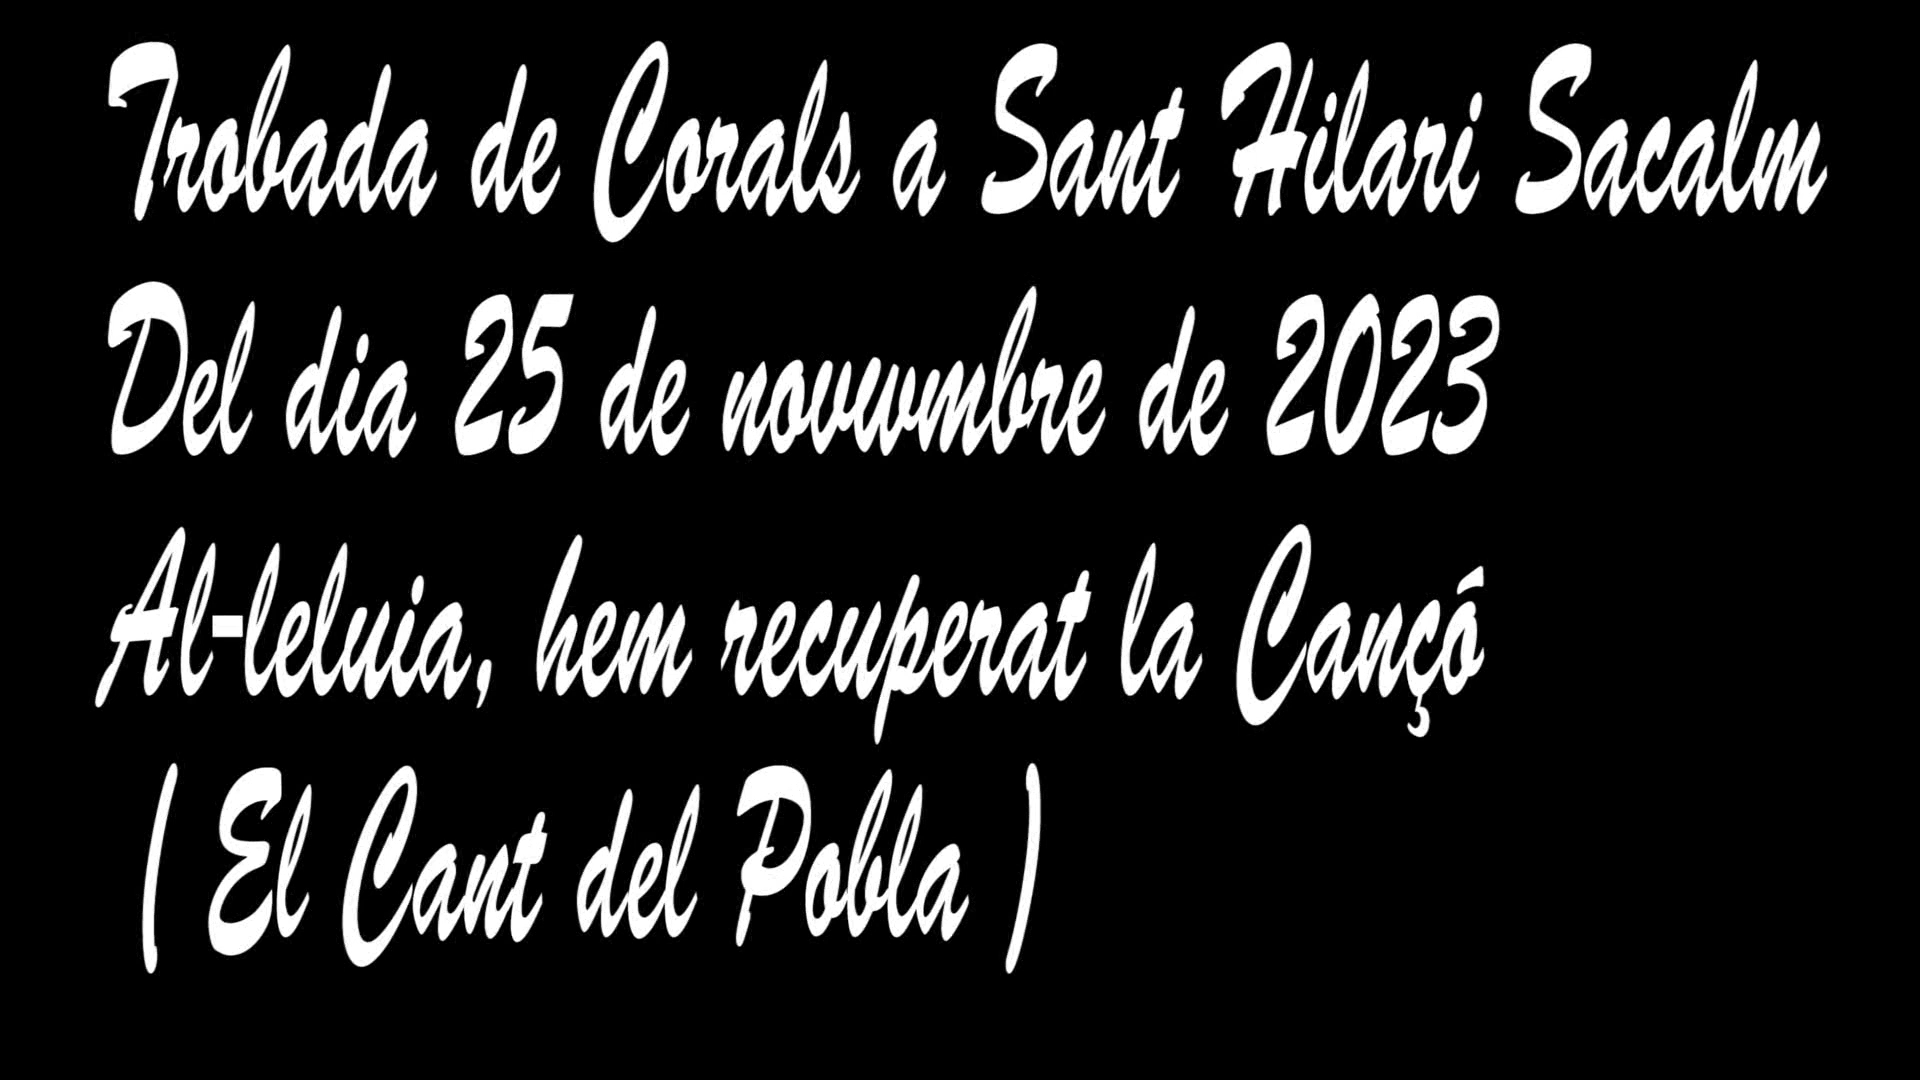 Trobada de Corals a Sant Hilari Sacalm
Del dia 25 de novwmbre de 2023
Al-leluia, hem recuperat la Cançó
( El Cant del Pobla )